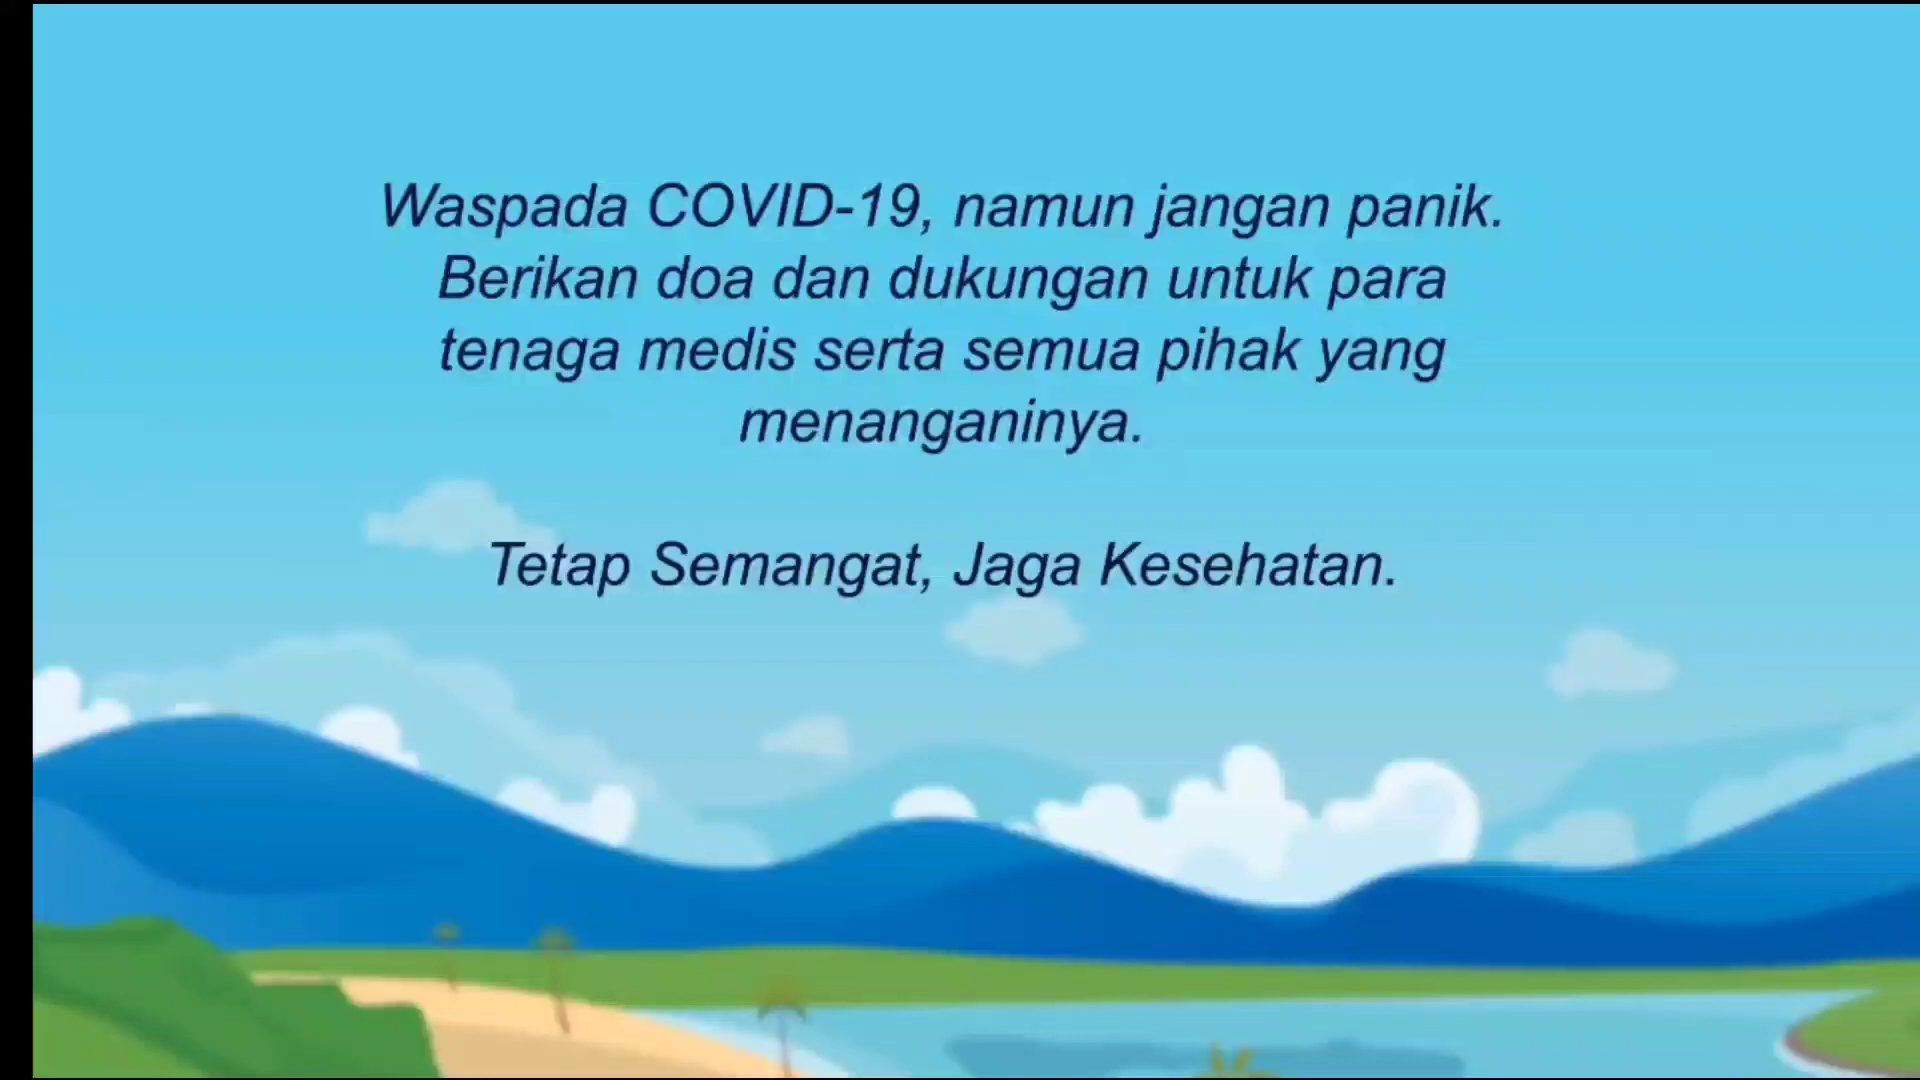 Waspada COVID-19, namun jangan panik.
Berikan doa dan dukungan untuk para
tenaga medis serta semua pihak yang
menanganinya.
Tetap Semangat, Jaga Kesehatan.